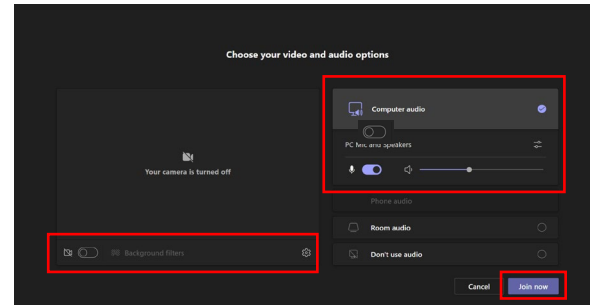 Choose your video and audio options
Computer audio
PC Mic and Speakers
Your camera is turned off
Phone audio
Room audio
Background filters
Don't use audio
Cancel
Join now